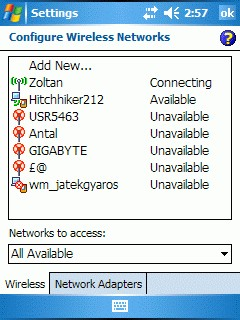 Settings 2:57 ok
Configure Wireless Networks ?
Add New...
Zoltan Connecting
Hitchhiker212 Available
USR5463 Unavailable
Antal Unavailable
GIGABYTE Unavailable
£@ Unavailable
wm_jatekgyaros Unavailable
Networks to access:
All Available
Wireless Network Adapters